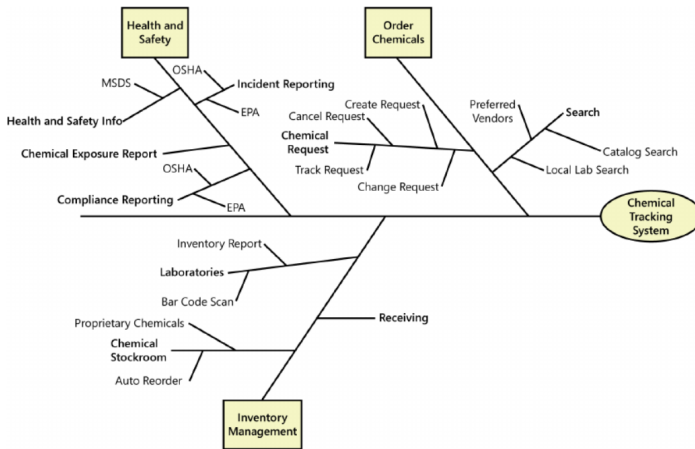 Health and
Safety
Order
Chemicals
OSHA
MSDS
Incident Reporting
EPA
Health and Safety Info
Chemical Exposure Report
OSHA
Compliance Reporting
EPA
Create Request
Cancel Request
Chemical
Request
Track Request
Change Request
Preferred
Vendors
Search
Catalog Search
Local Lab Search
Chemical
Tracking
System
Inventory Report
Laboratories
Bar Code Scan
Receiving
Proprietary Chemicals
Chemical
Stockroom
Auto Reorder
Inventory
Management